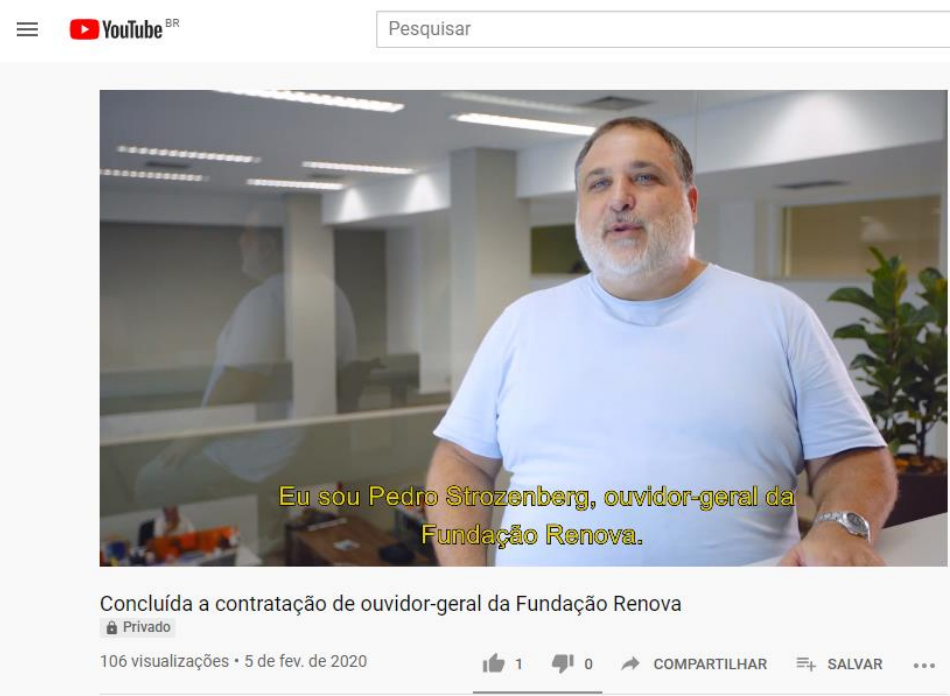 YouTube BR
Pesquisar
Eu sou Pedro Strozenberg, ouvidor-geral da
Fundação Renova.
Concluída a contratação de ouvidor-geral da Fundação Renova
Privado
106 visualizações • 5 de fev. de 2020
1 0 COMPARTILHAR SALVAR